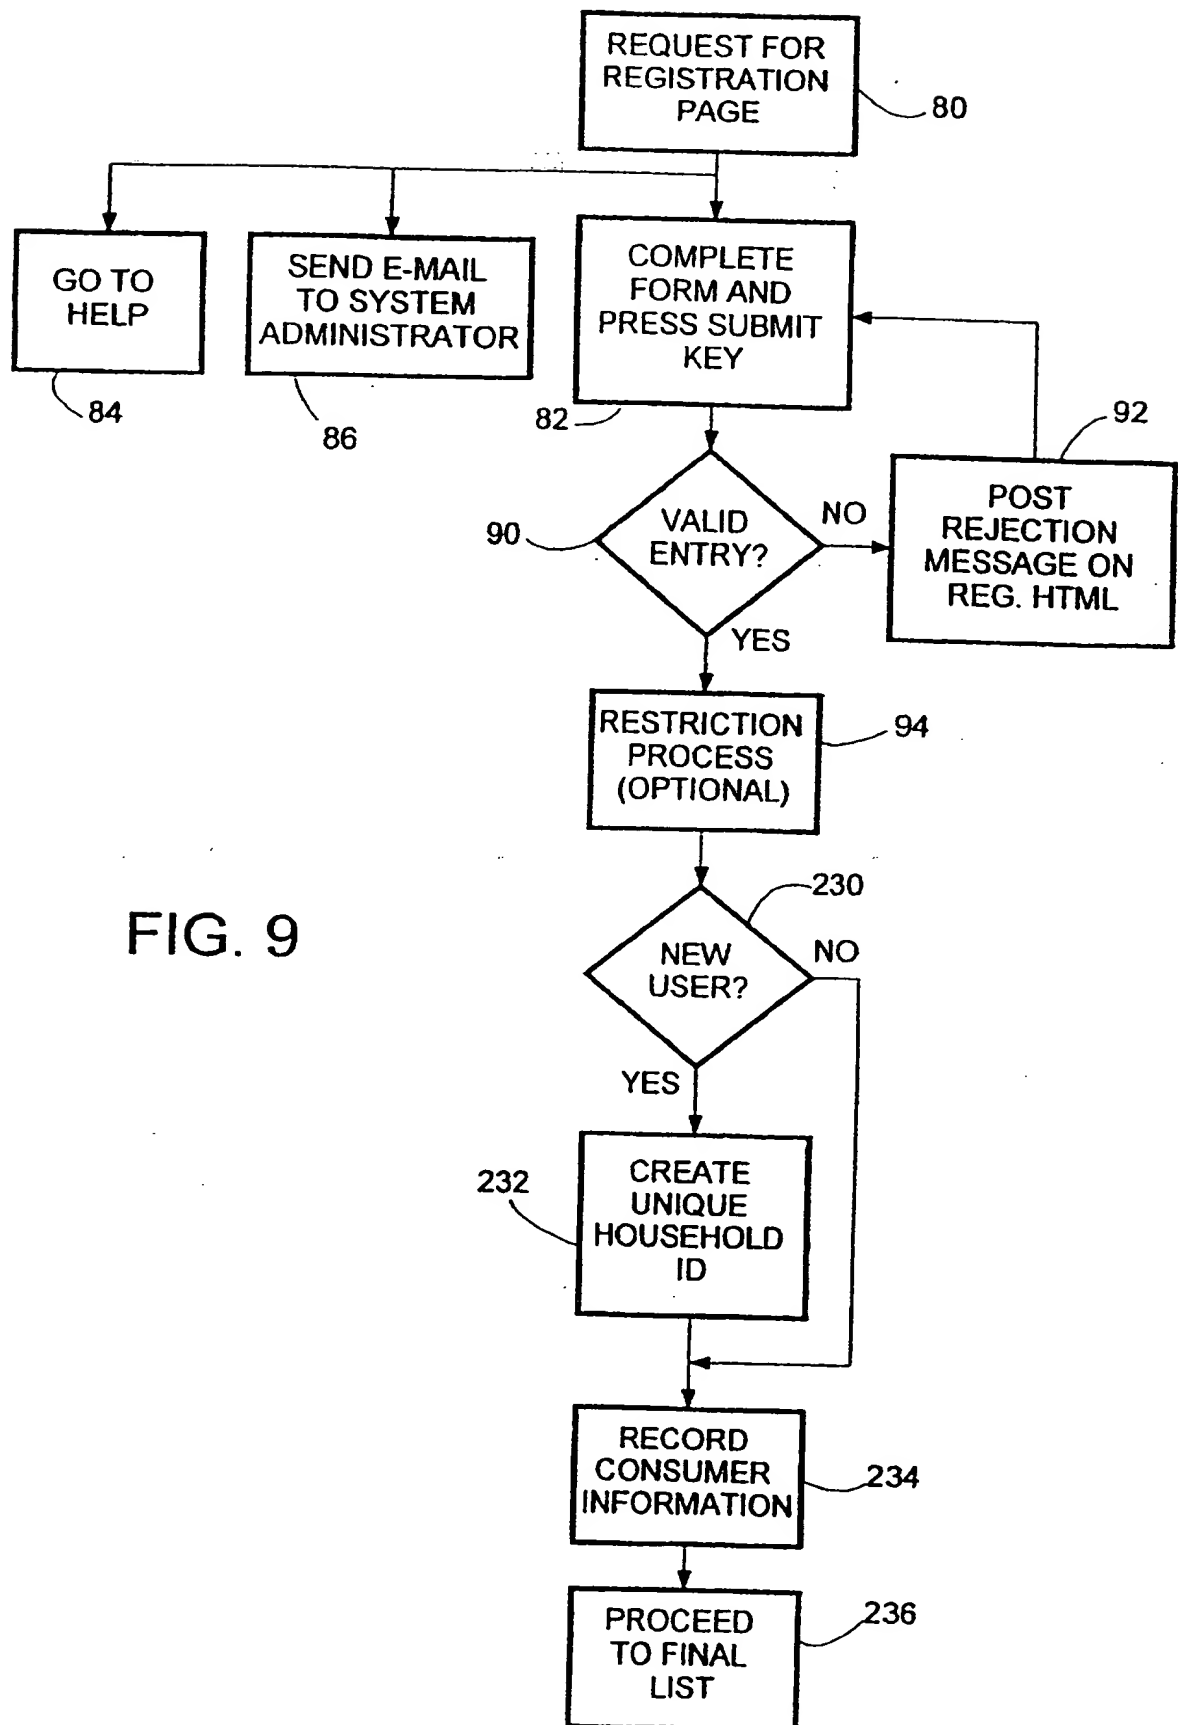 REQUEST FOR
REGISTRATION
PAGE
80
GO TO
HELP
84
SEND E-MAIL
TO SYSTEM
ADMINISTRATOR
86
COMPLETE
FORM AND
PRESS SUBMIT
KEY
82
92
POST
REJECTION
MESSAGE ON
REG. HTML
90
VALID
ENTRY?
NO
YES
RESTRICTION
PROCESS
(OPTIONAL)
94
230
FIG. 9
NEW
USER?
NO
YES
232
CREATE
UNIQUE
HOUSEHOLD
ID
RECORD
CONSUMER
INFORMATION
234
PROCEED
TO FINAL
LIST
236